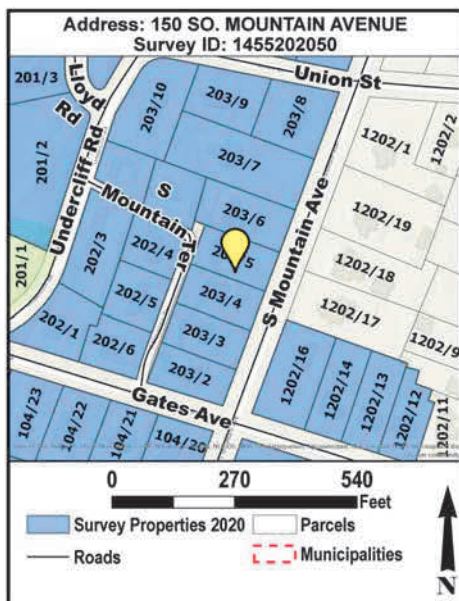 Address: 150 SO. MOUNTAIN AVENUE
Survey ID: 1455202050
201/3
Lloyd Rd
203/10
203/9
203/8
Union St
1202/2
1202/1
201/2
Undercliff Rd
S Mountain Ter
203/7
203/6
S Mountain Ave
1202/19
201/1
202/3
202/4
203/4
1202/18
202/5
203/3
1202/17
202/1
202/6
203/2
1202/16
1202/14
1202/13
1202/12
1202/9
1202/11
Gates Ave
104/23
104/22
104/21
104/20
0 270 540
Feet
Survey Properties 2020
Parcels
Roads
Municipalities
N